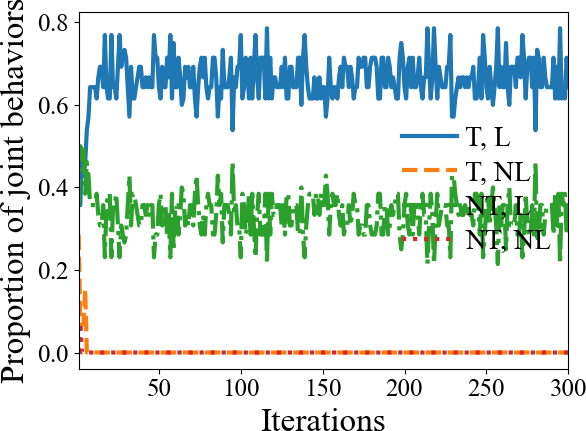 Proportion of joint behaviors
0.8
0.6
0.4
0.2
0.0
T, L
T, NL
NT, L
NT, NL
50
100
150
200
250
300
Iterations